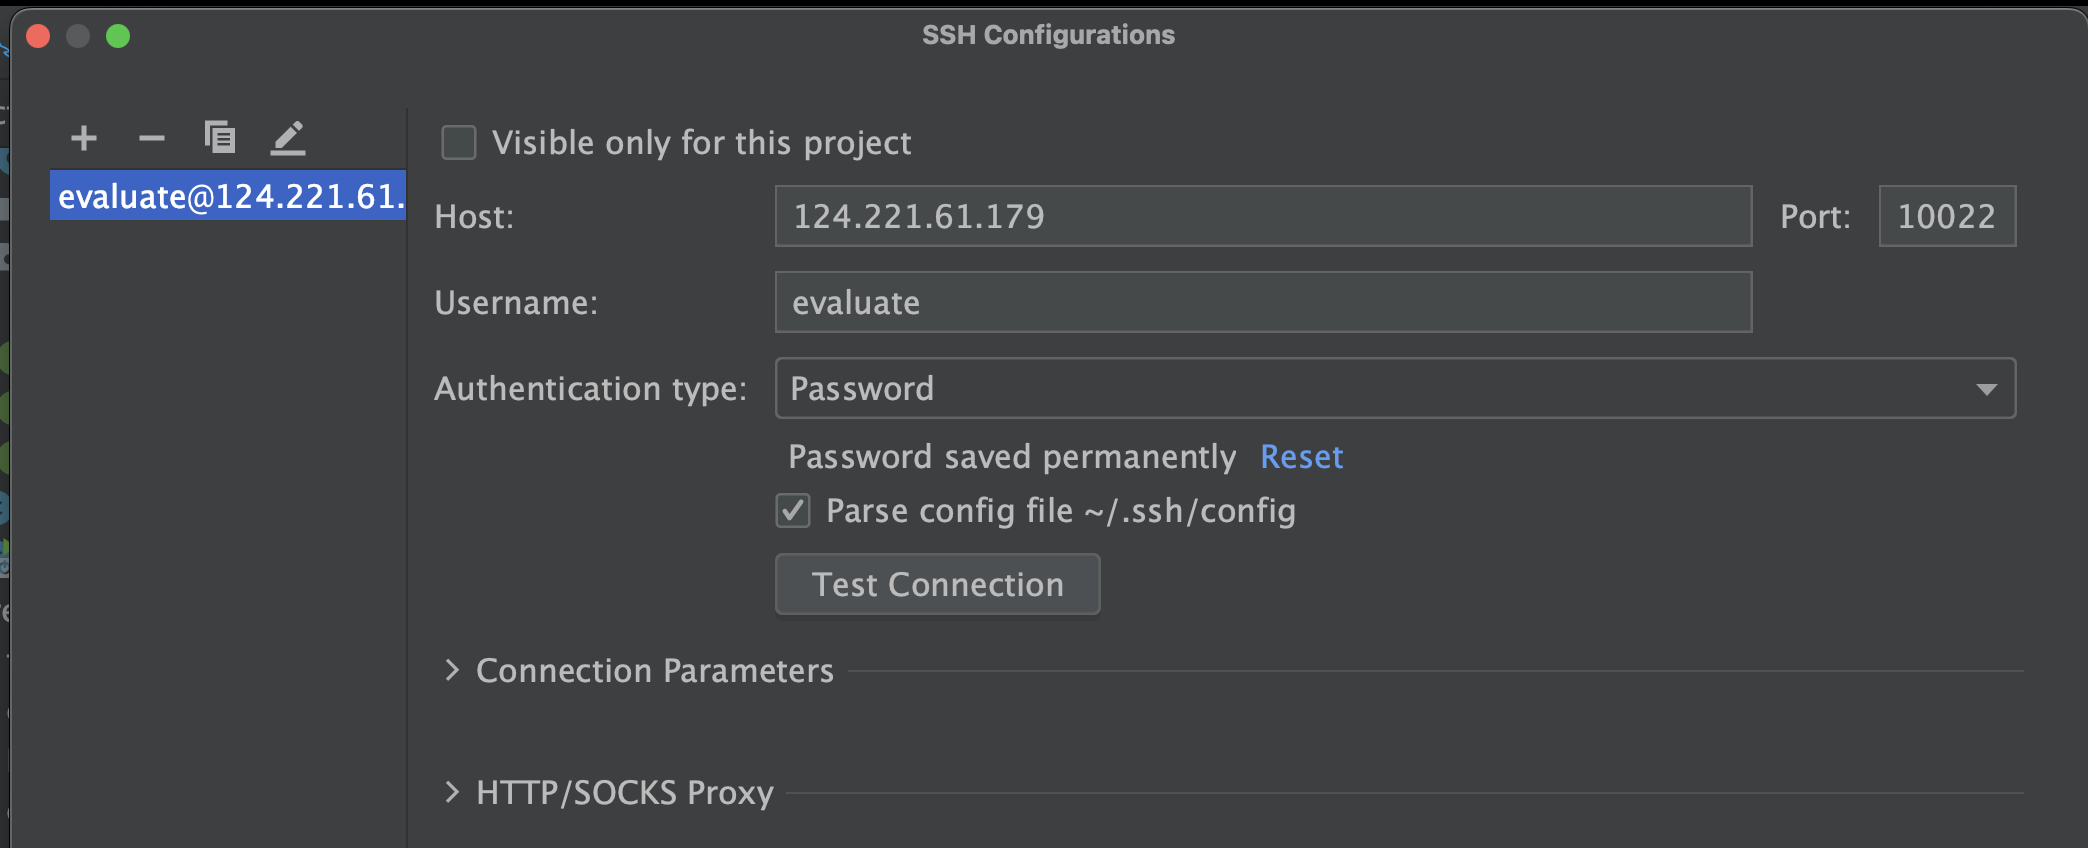 SSH Configurations
evaluate@124.221.61.
Visible only for this project
Host: 124.221.61.179 Port: 10022
Username: evaluate
Authentication type: Password
Password saved permanently Reset
Parse config file ~/.ssh/config
Test Connection
Connection Parameters
HTTP/SOCKS Proxy